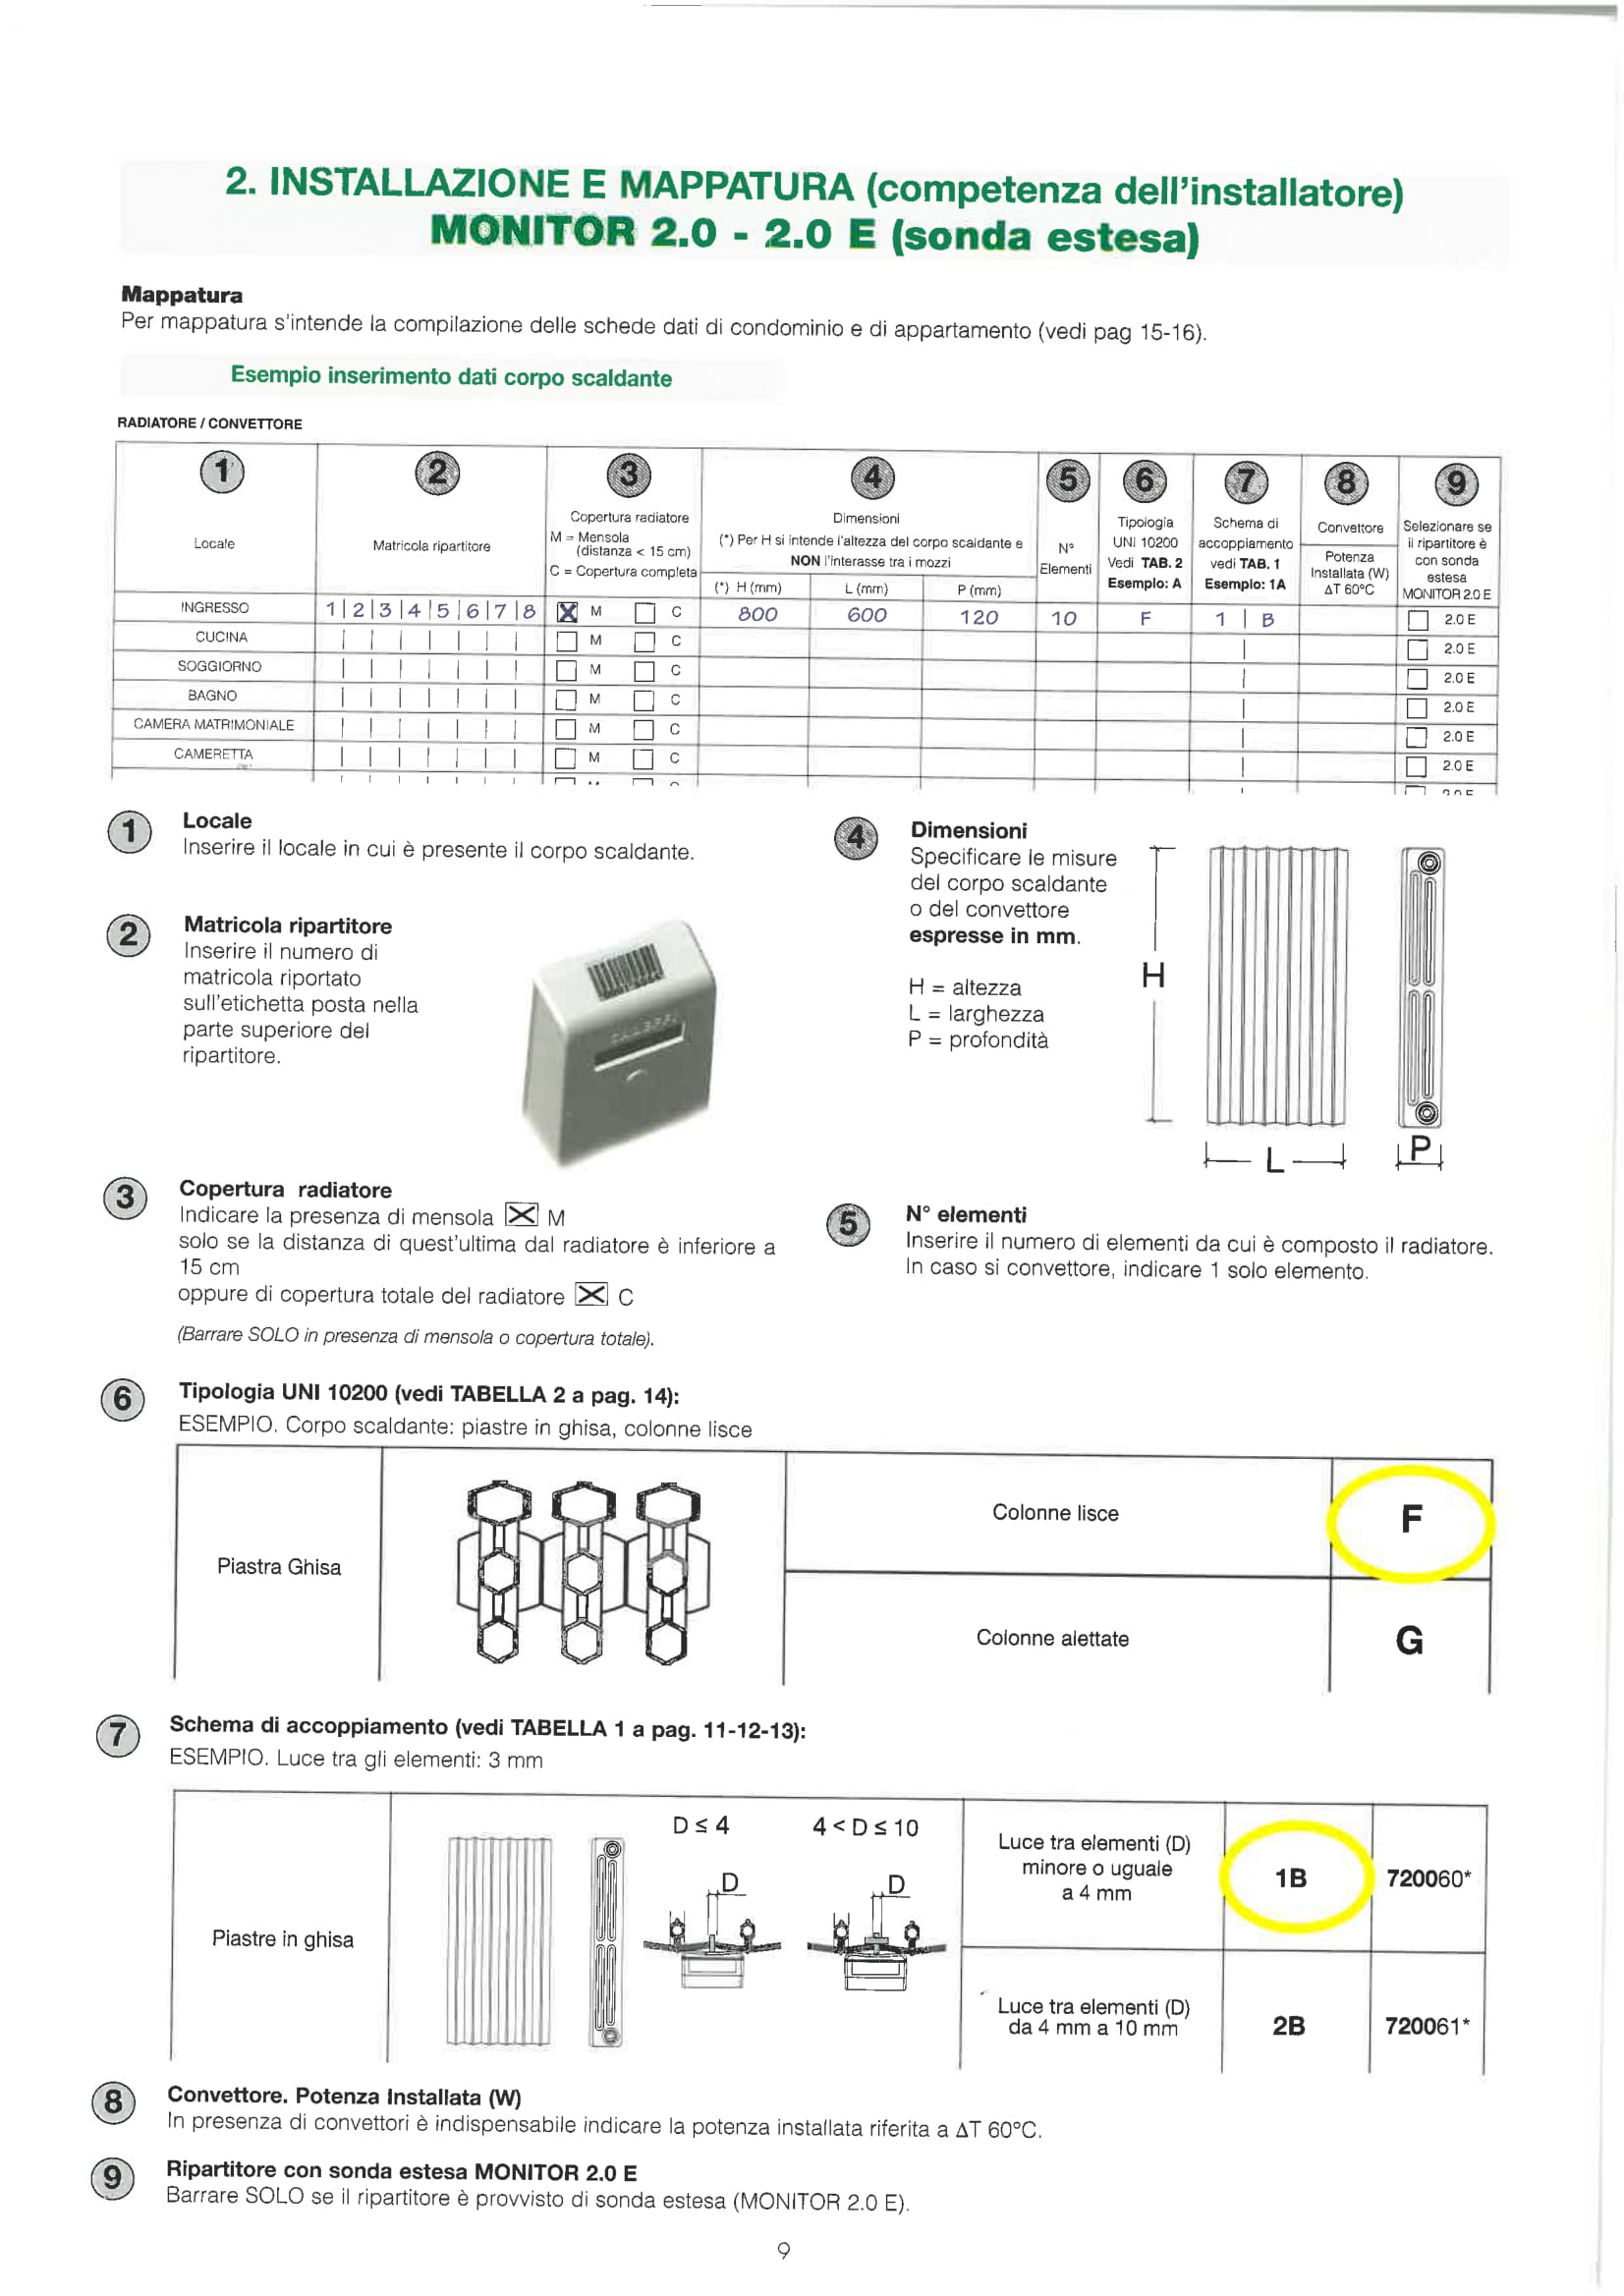 2. INSTALLAZIONE E MAPPATURA (competenza dell'installatore)
MONITOR 2.0 - 2.0 E (sonda estesa)
Mappatura
Per mappatura s'intende la compilazione delle schede dati di condominio e di appartamento (vedi pag 15-16).
Esempio inserimento dati corpo scaldante
RADIATORE / CONVETTORE
1 2 3 4 5 6 7 8 9
Locale
Matricola ripartitore
Copertura radiatore
M = Mensola
(distanza < 15 cm)
C = Copertura completa
Dimensioni
(*) Per H si intende l'altezza del corpo scaldante e
NON l'interasse tra i mozzi
(*) H (mm) L (mm) P (mm)
N°
Elementi
Tipologia
UNI 10200
Vedi TAB. 2
Esempio: A
Schema di
accoppiamento
vedi TAB. 1
Esempio: 1A
Convettore
Potenza
Installata (W)
ΔT 60°C
Selezionare se
il ripartitore è
con sonda
estesa
MONITOR 2.0 E
INGRESSO 1 2 3 4 5 6 7 8 X M C 800 600 120 10 F 1 B 2.0 E
CUCINA M C 2.0 E
SOGGIORNO M C 2.0 E
BAGNO M C 2.0 E
CAMERA MATRIMONIALE M C 2.0 E
CAMERETTA M C 2.0 E
1 Locale
Inserire il locale in cui è presente il corpo scaldante.
2 Matricola ripartitore
Inserire il numero di
matricola riportato
sull'etichetta posta nella
parte superiore del
ripartitore.
CALEFFI
3 Copertura radiatore
Indicare la presenza di mensola X M
solo se la distanza di quest'ultima dal radiatore è inferiore a
15 cm
oppure di copertura totale del radiatore X C
(Barrare SOLO in presenza di mensola o copertura totale).
4 Dimensioni
Specificare le misure
del corpo scaldante
o del convettore
espresse in mm.
H = altezza
L = larghezza
P = profondità
H
L
P
5 N° elementi
Inserire il numero di elementi da cui è composto il radiatore.
In caso si convettore, indicare 1 solo elemento.
6 Tipologia UNI 10200 (vedi TABELLA 2 a pag. 14):
ESEMPIO. Corpo scaldante: piastre in ghisa, colonne lisce
Piastra Ghisa
Colonne lisce F
Colonne alettate G
7 Schema di accoppiamento (vedi TABELLA 1 a pag. 11-12-13):
ESEMPIO. Luce tra gli elementi: 3 mm
Piastre in ghisa
D ≤ 4 4 < D ≤ 10
D D
Luce tra elementi (D)
minore o uguale
a 4 mm
1B 720060*
Luce tra elementi (D)
da 4 mm a 10 mm
2B 720061*
8 Convettore. Potenza Installata (W)
In presenza di convettori è indispensabile indicare la potenza installata riferita a ΔT 60°C.
9 Ripartitore con sonda estesa MONITOR 2.0 E
Barrare SOLO se il ripartitore è provvisto di sonda estesa (MONITOR 2.0 E).
9